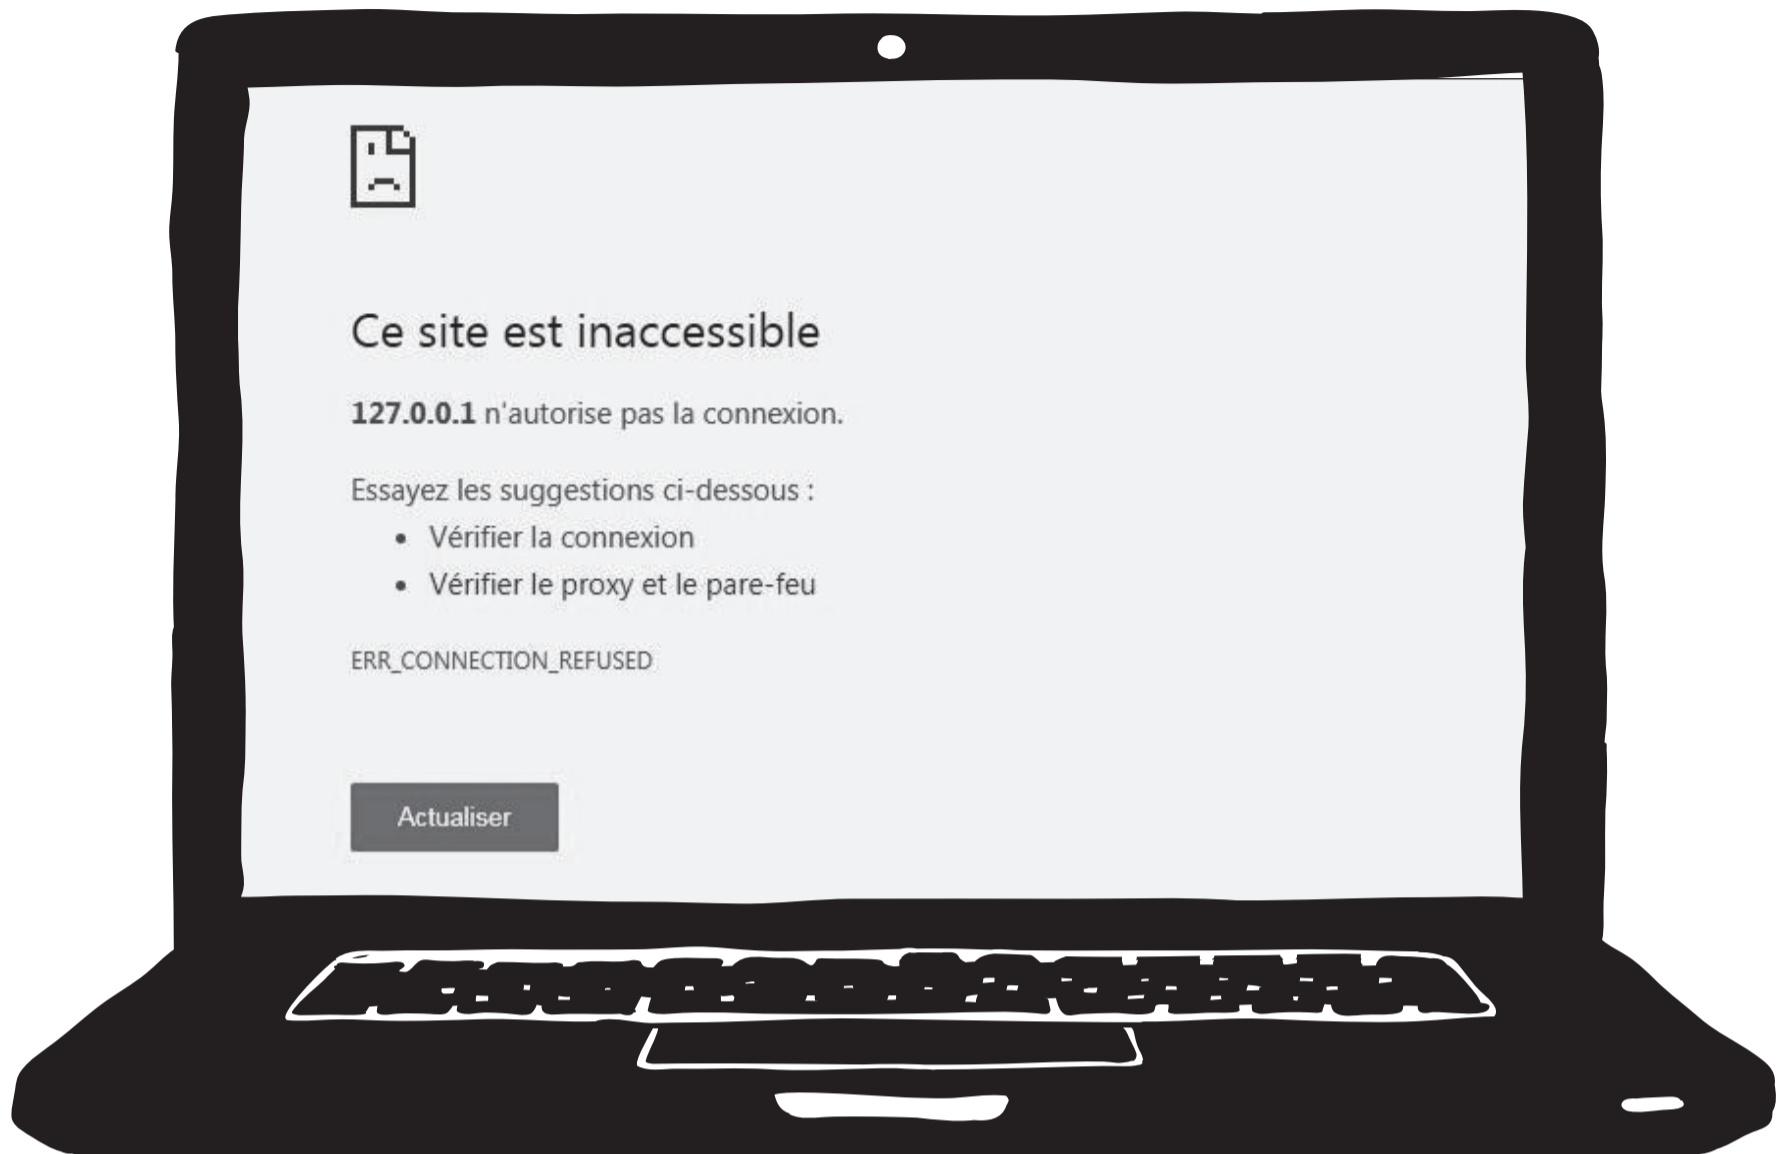 Ce site est inaccessible
127.0.0.1 n'autorise pas la connexion.
Essayez les suggestions ci-dessous :
• Vérifier la connexion
• Vérifier le proxy et le pare-feu
ERR_CONNECTION_REFUSED
Actualiser